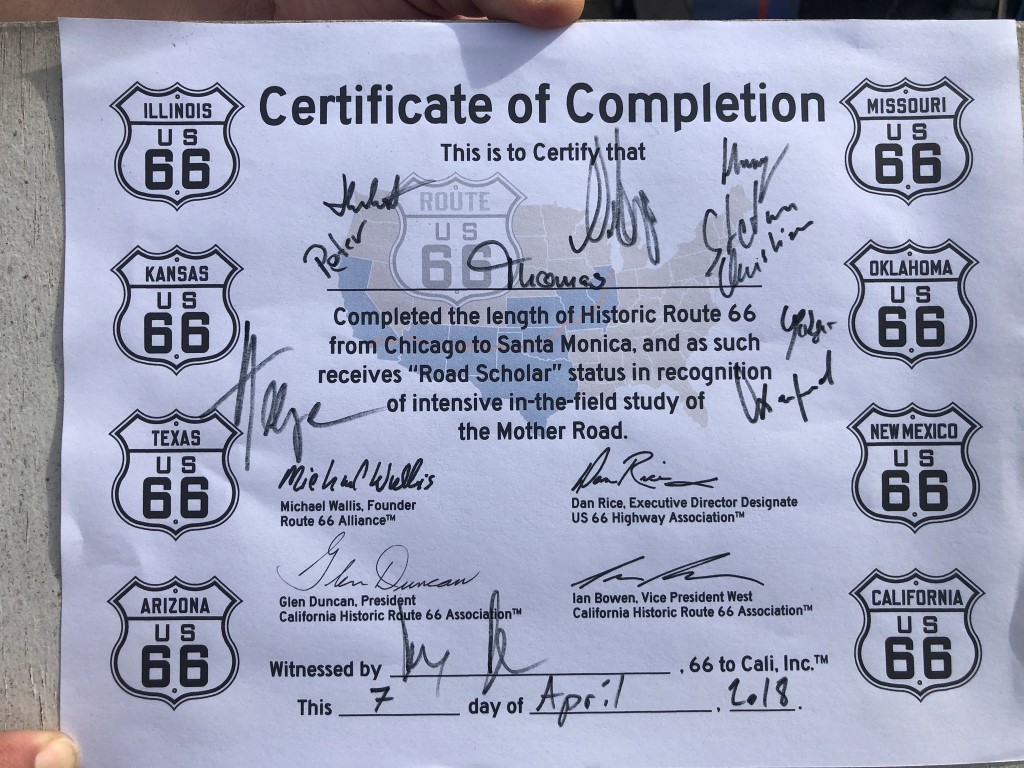 Certificate of Completion
This is to Certify that
ILLINOIS
US
66
MISSOURI
US
66
ROUTE
US
66
Peter
Thomas
Stefan
Christian
KANSAS
US
66
OKLAHOMA
US
66
Completed the length of Historic Route 66
from Chicago to Santa Monica, and as such
receives “Road Scholar” status in recognition
of intensive in-the-field study of
the Mother Road.
TEXAS
US
66
NEW MEXICO
US
66
Michael Wallis
Michael Wallis, Founder
Route 66 Alliance™
Dan Rice
Dan Rice, Executive Director Designate
US 66 Highway Association™
Glen Duncan
Glen Duncan, President
California Historic Route 66 Association™
Ian Bowen, Vice President West
California Historic Route 66 Association™
ARIZONA
US
66
CALIFORNIA
US
66
Witnessed by , 66 to Cali, Inc.™
This 7 day of April , 2018.